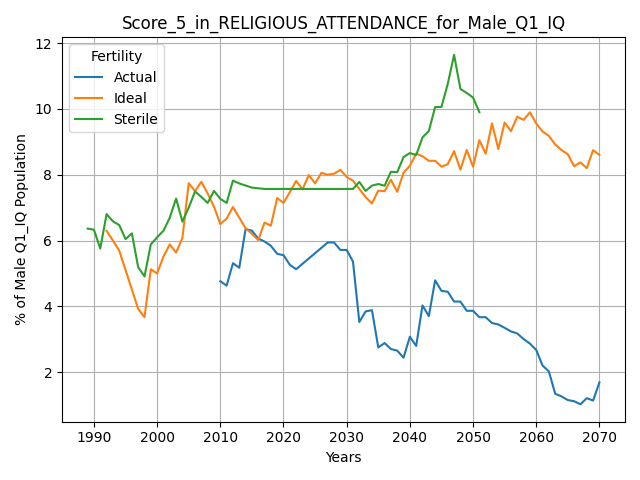 Score_5_in_RELIGIOUS_ATTENDANCE_for_Male_Q1_IQ
Fertility
Actual
Ideal
Sterile
12
10
8
6
4
2
% of Male Q1_IQ Population
1990
2000
2010
2020
2030
2040
2050
2060
2070
Years